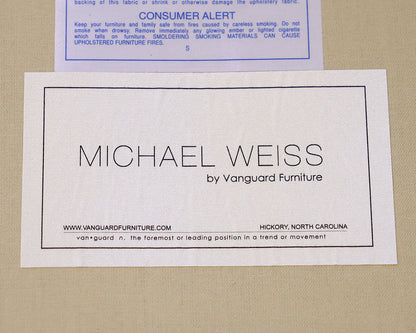 backing of this fabric or shrink or otherwise damage the upholstery fabric.
CONSUMER ALERT
Keep your furniture and family safe from fires caused by careless smoking. Do not
smoke when drowsy. Remove immediately any glowing ember or lighted cigarette
which falls on furniture. SMOLDERING SMOKING MATERIALS CAN CAUSE
UPHOLSTERED FURNITURE FIRES.
S
MICHAEL WEISS
by Vanguard Furniture
WWW.VANGUARDFURNITURE.COM HICKORY, NORTH CAROLINA
van•guard n. the foremost or leading position in a trend or movement